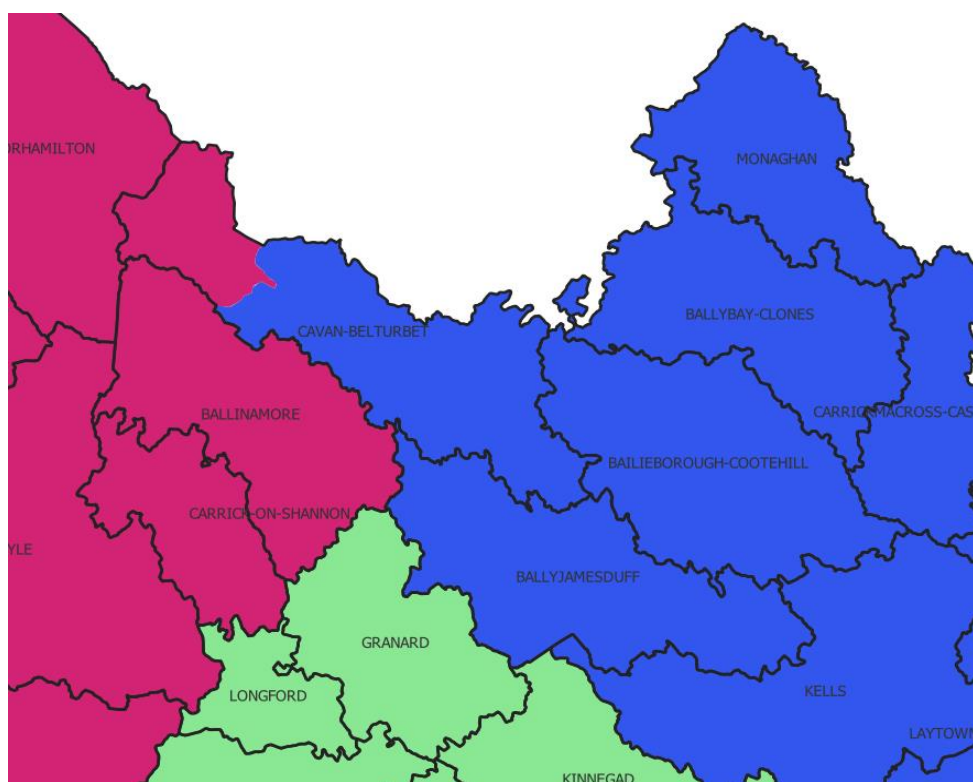 ORHAMILTON
MONAGHAN
BALLYBAY-CLONES
CAVAN-BELTURBET
BALLINAMORE
CARRICKMACROSS-CAS
BAILIEBOROUGH-COOTEHILL
CARRICK-ON-SHANNON
YLE
BALLYJAMESDUFF
GRANARD
LONGFORD
KELLS
LAYTOWN
KINNEGAD